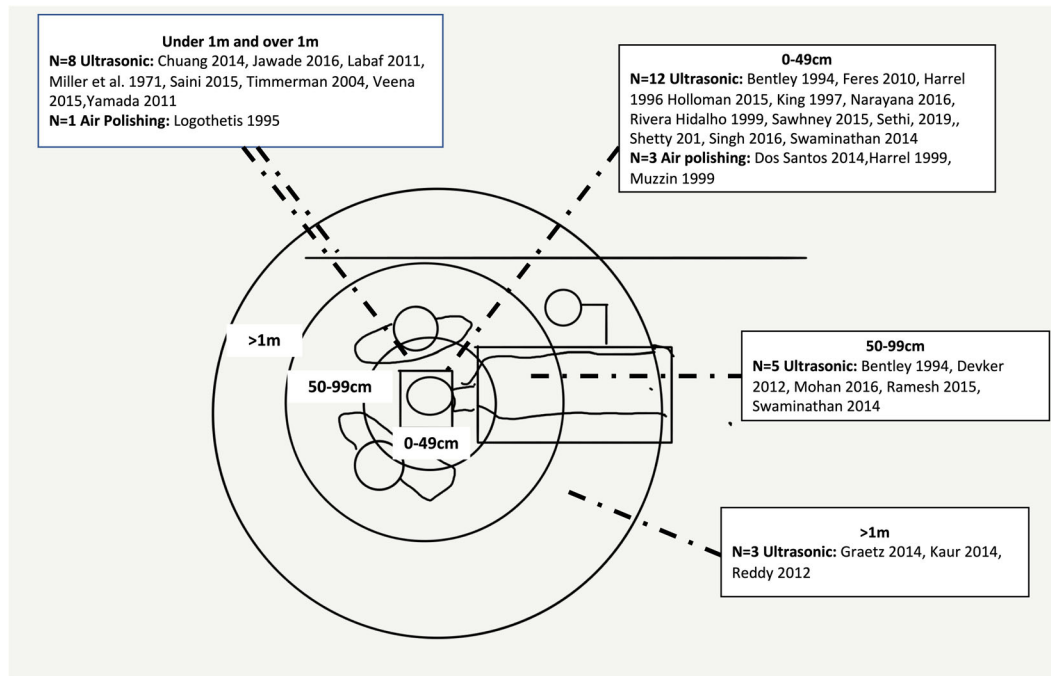 Under 1m and over 1m
N=8 Ultrasonic: Chuang 2014, Jawade 2016, Labaf 2011,
Miller et al. 1971, Saini 2015, Timmerman 2004, Veena
2015,Yamada 2011
N=1 Air Polishing: Logothetis 1995
0-49cm
N=12 Ultrasonic: Bentley 1994, Feres 2010, Harrel
1996 Holloman 2015, King 1997, Narayana 2016,
Rivera Hidalho 1999, Sawhney 2015, Sethi, 2019,,
Shetty 201, Singh 2016, Swaminathan 2014
N=3 Air polishing: Dos Santos 2014,Harrel 1999,
Muzzin 1999
>1m
50-99cm
0-49cm
50-99cm
N=5 Ultrasonic: Bentley 1994, Devker
2012, Mohan 2016, Ramesh 2015,
Swaminathan 2014
>1m
N=3 Ultrasonic: Graetz 2014, Kaur 2014,
Reddy 2012